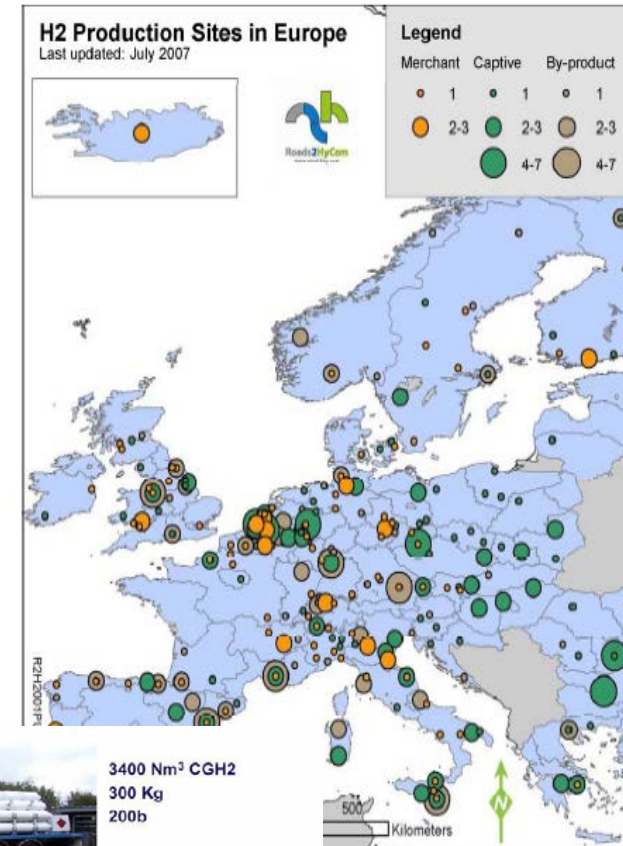 H2 Production Sites in Europe
Last updated: July 2007
Legend
Merchant Captive By-product
1 1 1
2-3 2-3 2-3
4-7 4-7
Roads2HyCom
3400 Nm³ CGH2
300 Kg
200b
500
Kilometers
N